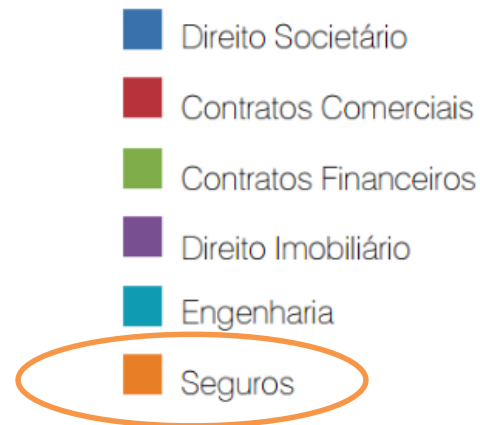 Direito Societário
Contratos Comerciais
Contratos Financeiros
Direito Imobiliário
Engenharia
Seguros